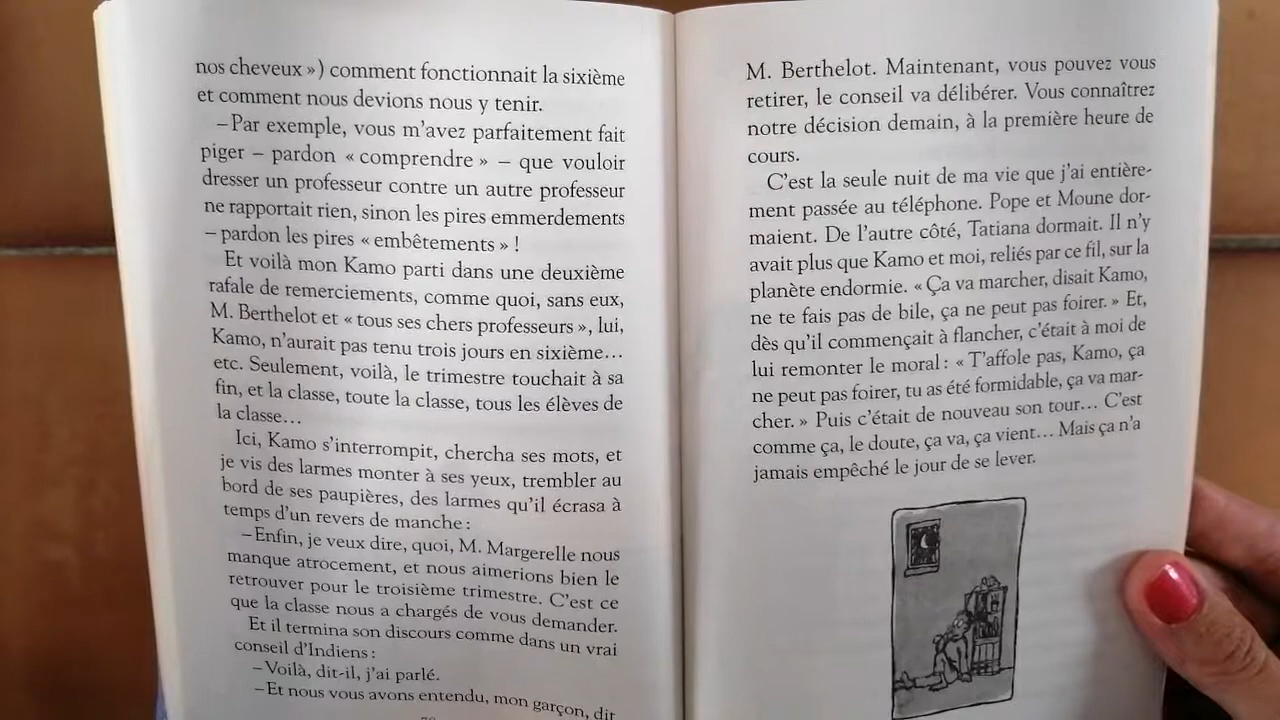 nos cheveux ») comment fonctionnait la sixième
et comment nous devions nous y tenir.
– Par exemple, vous m'avez parfaitement fait
piger – pardon « comprendre » – que vouloir
dresser un professeur contre un autre professeur
ne rapportait rien, sinon les pires emmerdements
– pardon les pires « embêtements » !
Et voilà mon Kamo parti dans une deuxième
rafale de remerciements, comme quoi, sans eux,
M. Berthelot et « tous ses chers professeurs », lui,
Kamo, n'aurait pas tenu trois jours en sixième…
etc. Seulement, voilà, le trimestre touchait à sa
fin, et la classe, toute la classe, tous les élèves de
la classe…
Ici, Kamo s'interrompit, chercha ses mots, et
je vis des larmes monter à ses yeux, trembler au
bord de ses paupières, des larmes qu'il écrasa à
temps d'un revers de manche :
– Enfin, je veux dire, quoi, M. Margerelle nous
manque atrocement, et nous aimerions bien le
retrouver pour le troisième trimestre. C'est ce
que la classe nous a chargés de vous demander.
Et il termina son discours comme dans un vrai
conseil d'Indiens :
– Voilà, dit-il, j'ai parlé.
– Et nous vous avons entendu, mon garçon, dit
M. Berthelot. Maintenant, vous pouvez vous
retirer, le conseil va délibérer. Vous connaîtrez
notre décision demain, à la première heure de
cours.
C'est la seule nuit de ma vie que j'ai entière-
ment passée au téléphone. Pope et Moune dor-
maient. De l'autre côté, Tatiana dormait. Il n'y
avait plus que Kamo et moi, reliés par ce fil, sur la
planète endormie. « Ça va marcher, disait Kamo,
ne te fais pas de bile, ça ne peut pas foirer. » Et,
dès qu'il commençait à flancher, c'était à moi de
lui remonter le moral : « T'affole pas, Kamo, ça
ne peut pas foirer, tu as été formidable, ça va mar-
cher. » Puis c'était de nouveau son tour… C'est
comme ça, le doute, ça va, ça vient… Mais ça n'a
jamais empêché le jour de se lever.